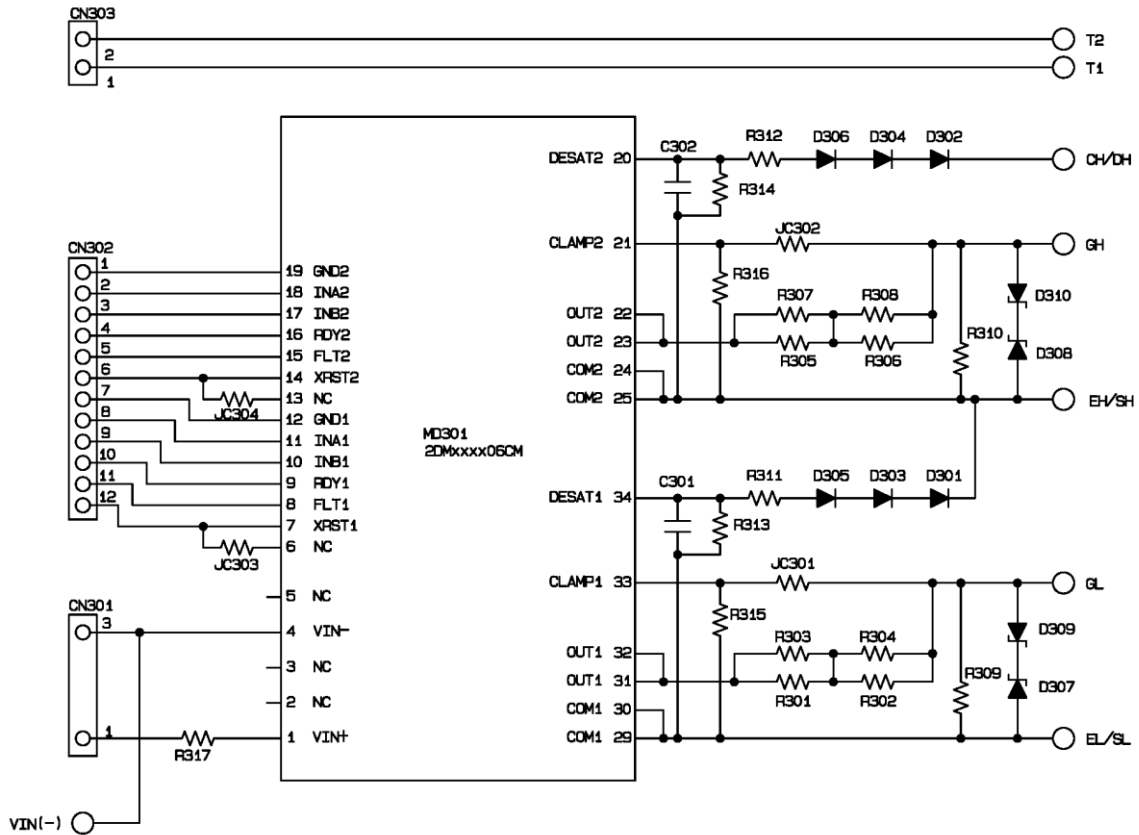 CN303
2
1
T2
T1
DESAT2 20
C302
R312
D306
D304
D302
CH/DH
R314
CLAMP2 21
JC302
GH
R316
R307
R308
OUT2 22
OUT2 23
R305
R306
R310
D310
D308
COM2 24
COM2 25
EH/SH
CN302
1
2
3
4
5
6
7
8
9
10
11
12
19 GND2
18 INA2
17 INB2
16 RDY2
15 FLT2
14 XRST2
13 NC
JC304
12 GND1
11 INA1
10 INB1
9 RDY1
8 FLT1
7 XRST1
6 NC
JC303
5 NC
4 VIN-
3 NC
2 NC
1 VIN+
MD301
2DMxxxx06CM
DESAT1 34
C301
R311
D305
D303
D301
R313
CLAMP1 33
JC301
GL
R315
R303
R304
OUT1 32
OUT1 31
R301
R302
R309
D309
D307
COM1 30
COM1 29
EL/SL
CN301
3
1
R317
VIN(-)